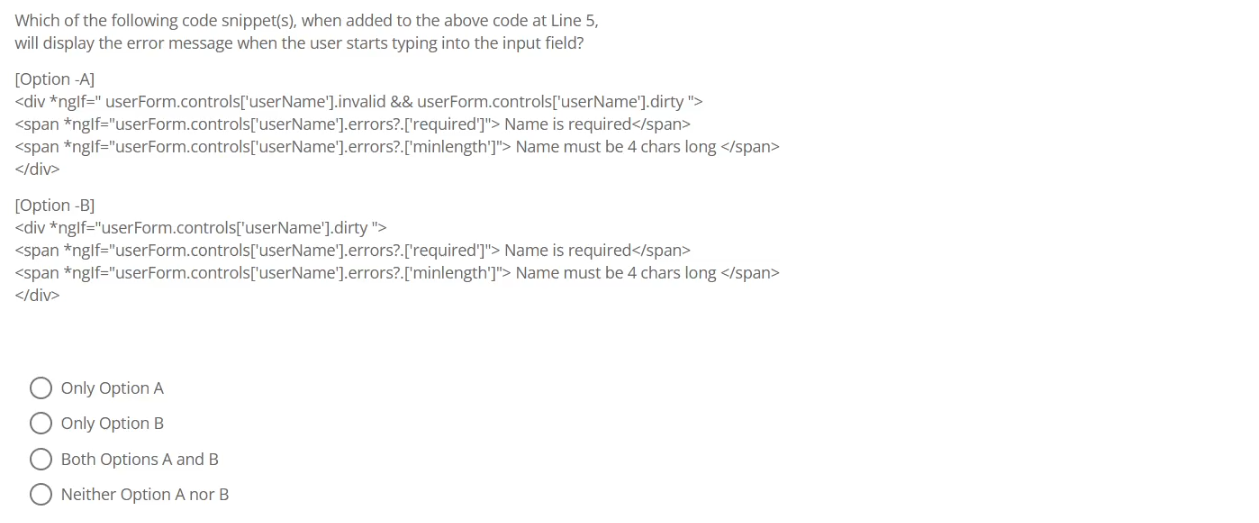 Which of the following code snippet(s), when added to the above code at Line 5,
will display the error message when the user starts typing into the input field?
[Option -A]
<div *ngIf=" userForm.controls['userName'].invalid && userForm.controls['userName'].dirty ">
<span *ngIf="userForm.controls['userName'].errors?.['required']"> Name is required</span>
<span *ngIf="userForm.controls['userName'].errors?.['minlength']"> Name must be 4 chars long </span>
</div>
[Option -B]
<div *ngIf="userForm.controls['userName'].dirty ">
<span *ngIf="userForm.controls['userName'].errors?.['required']"> Name is required</span>
<span *ngIf="userForm.controls['userName'].errors?.['minlength']"> Name must be 4 chars long </span>
</div>
Only Option A
Only Option B
Both Options A and B
Neither Option A nor B